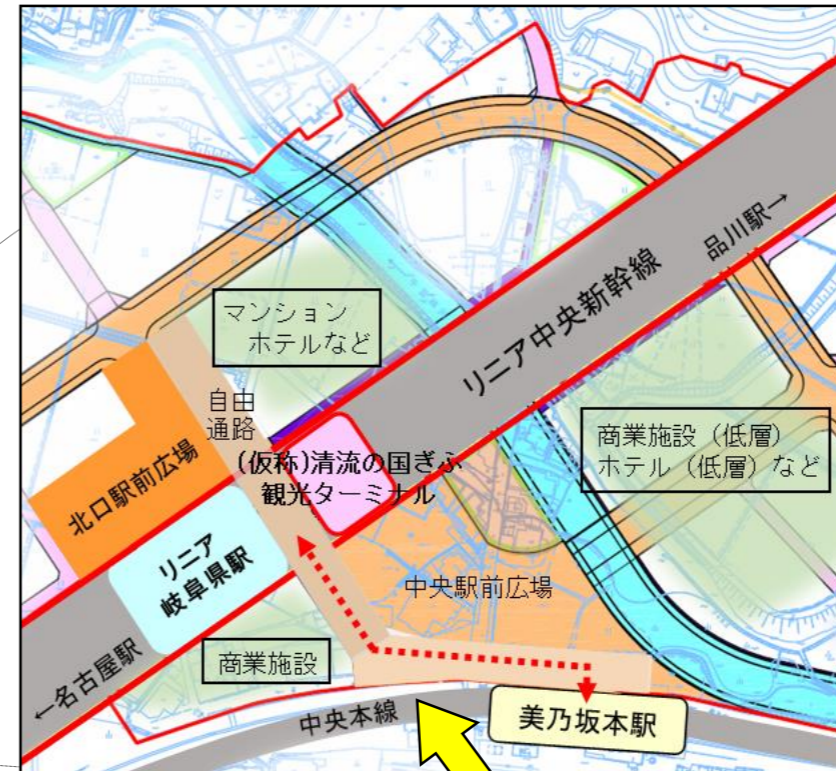 品川駅→
リニア中央新幹線
マンション
ホテルなど
自由
通路
(仮称)清流の国ぎふ
観光ターミナル
商業施設（低層）
ホテル（低層）など
北口駅前広場
リニア
岐阜県駅
中央駅前広場
商業施設
←名古屋駅
中央本線
美乃坂本駅